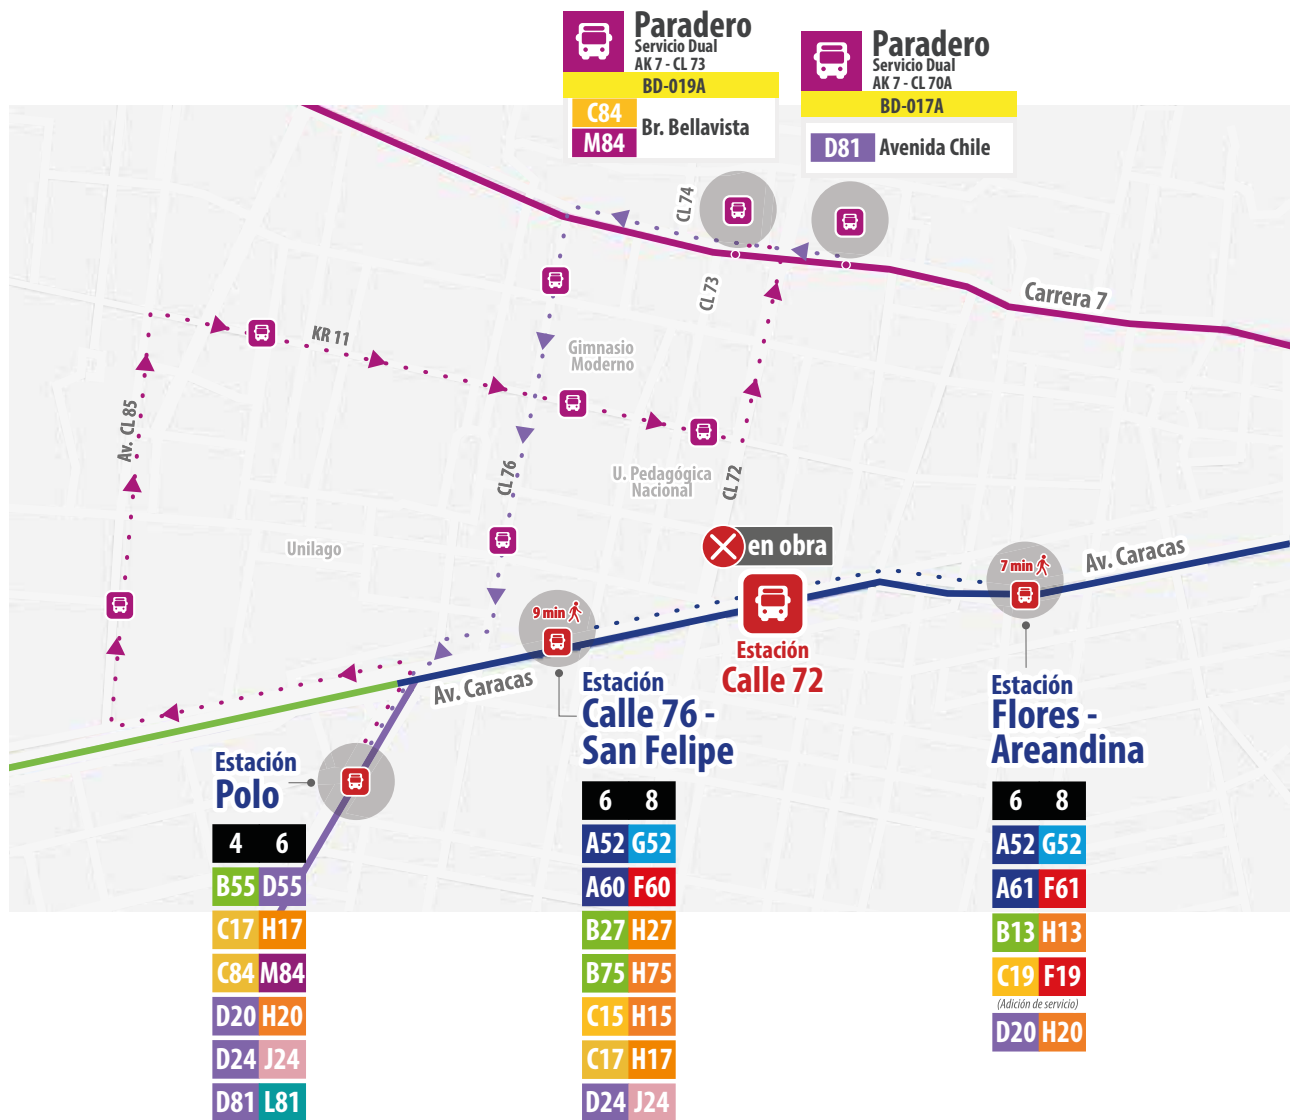 Paradero
Servicio Dual
AK 7 - CL 73
BD-019A
C84
M84
Br. Bellavista
Paradero
Servicio Dual
AK 7 - CL 70A
BD-017A
D81 Avenida Chile
CL 74
CL 73
Carrera 7
KR 11
Gimnasio
Moderno
Av. CL 85
CL 76
U. Pedagógica
Nacional
CL 72
Unilago
en obra
Av. Caracas
7 min
9 min
Estación
Calle 72
Av. Caracas
Estación
Polo
4 6
B55 D55
C17 H17
C84 M84
D20 H20
D24 J24
D81 L81
Estación
Calle 76 -
San Felipe
6 8
A52 G52
A60 F60
B27 H27
B75 H75
C15 H15
C17 H17
D24 J24
Estación
Flores -
Areandina
6 8
A52 G52
A61 F61
B13 H13
C19 F19
(Adición de servicio)
D20 H20